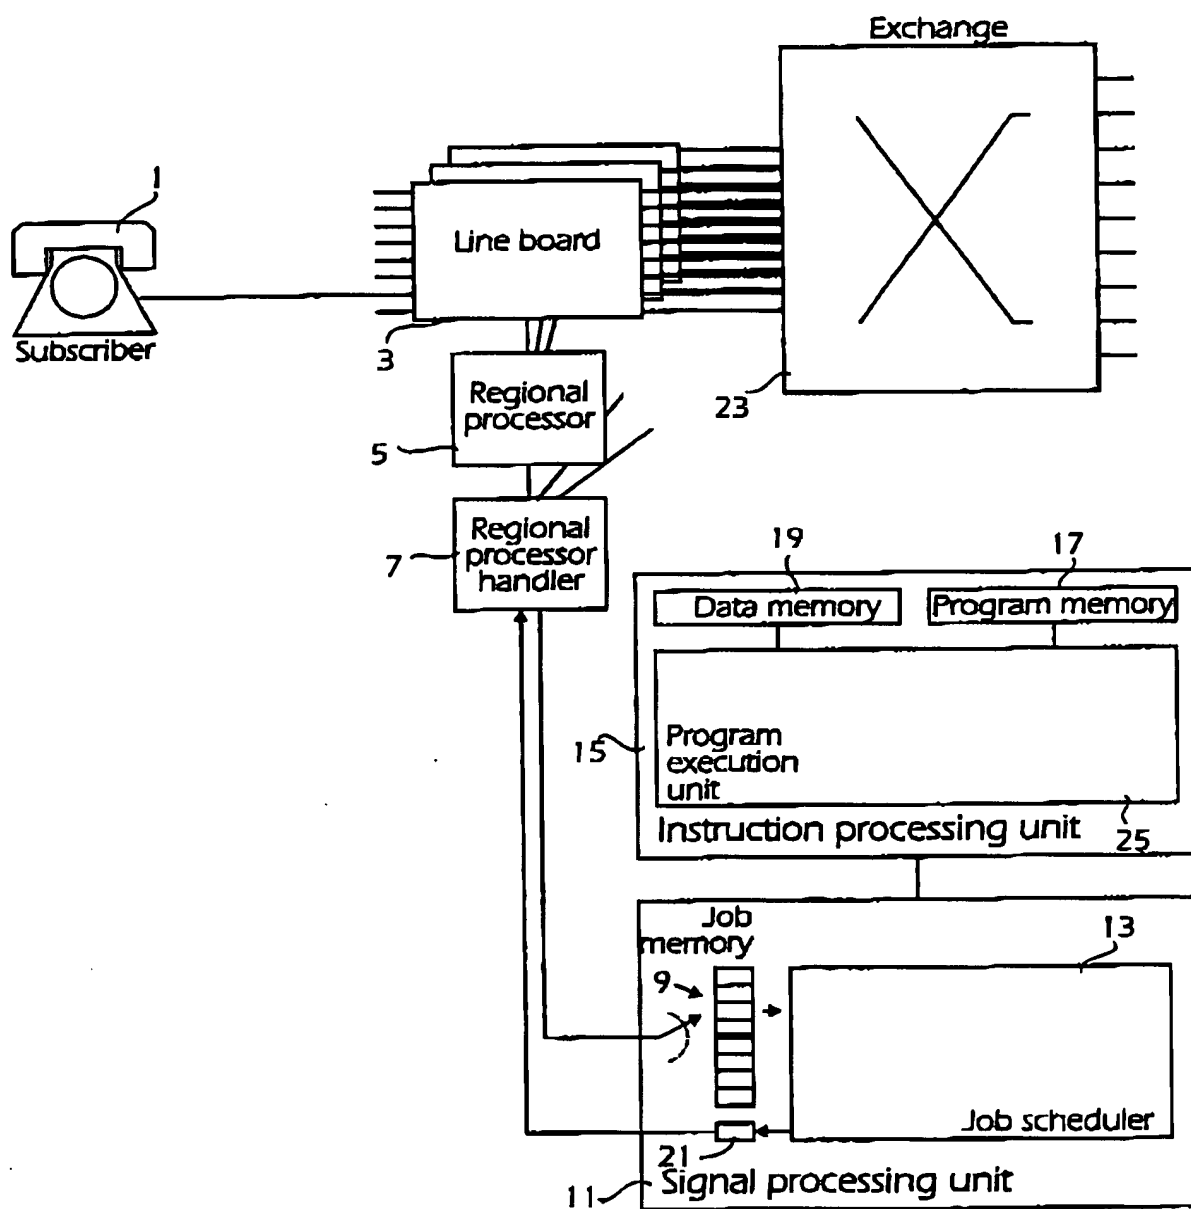 Exchange
1
Line board
Subscriber
3
23
Regional
processor
5
Regional
processor
handler
7
19
17
Data memory
Program memory
15
Program
execution
unit
Instruction processing unit
25
Job
memory
13
9
Job scheduler
21
11
Signal processing unit